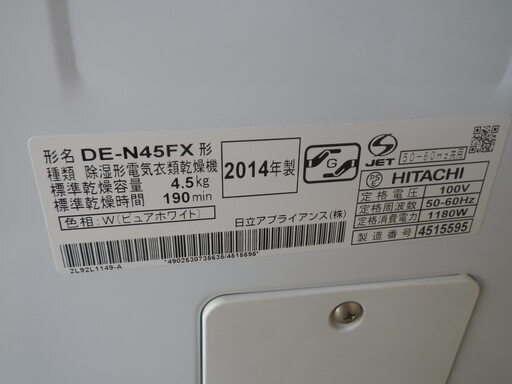 形名 DE-N45FX 形
種類 除湿形電気衣類乾燥機
標準乾燥容量 4.5kg
標準乾燥時間 190min
色相:W(ピュアホワイト)
2014年製
G
S JET
50-60Hz共用
PS E
HITACHI
定格電圧 100V
定格周波数 50-60Hz
定格消費電力 1180W
製造番号 4515595
日立アプライアンス(株)
*4902530735635/4515595*
2L92L1149-A